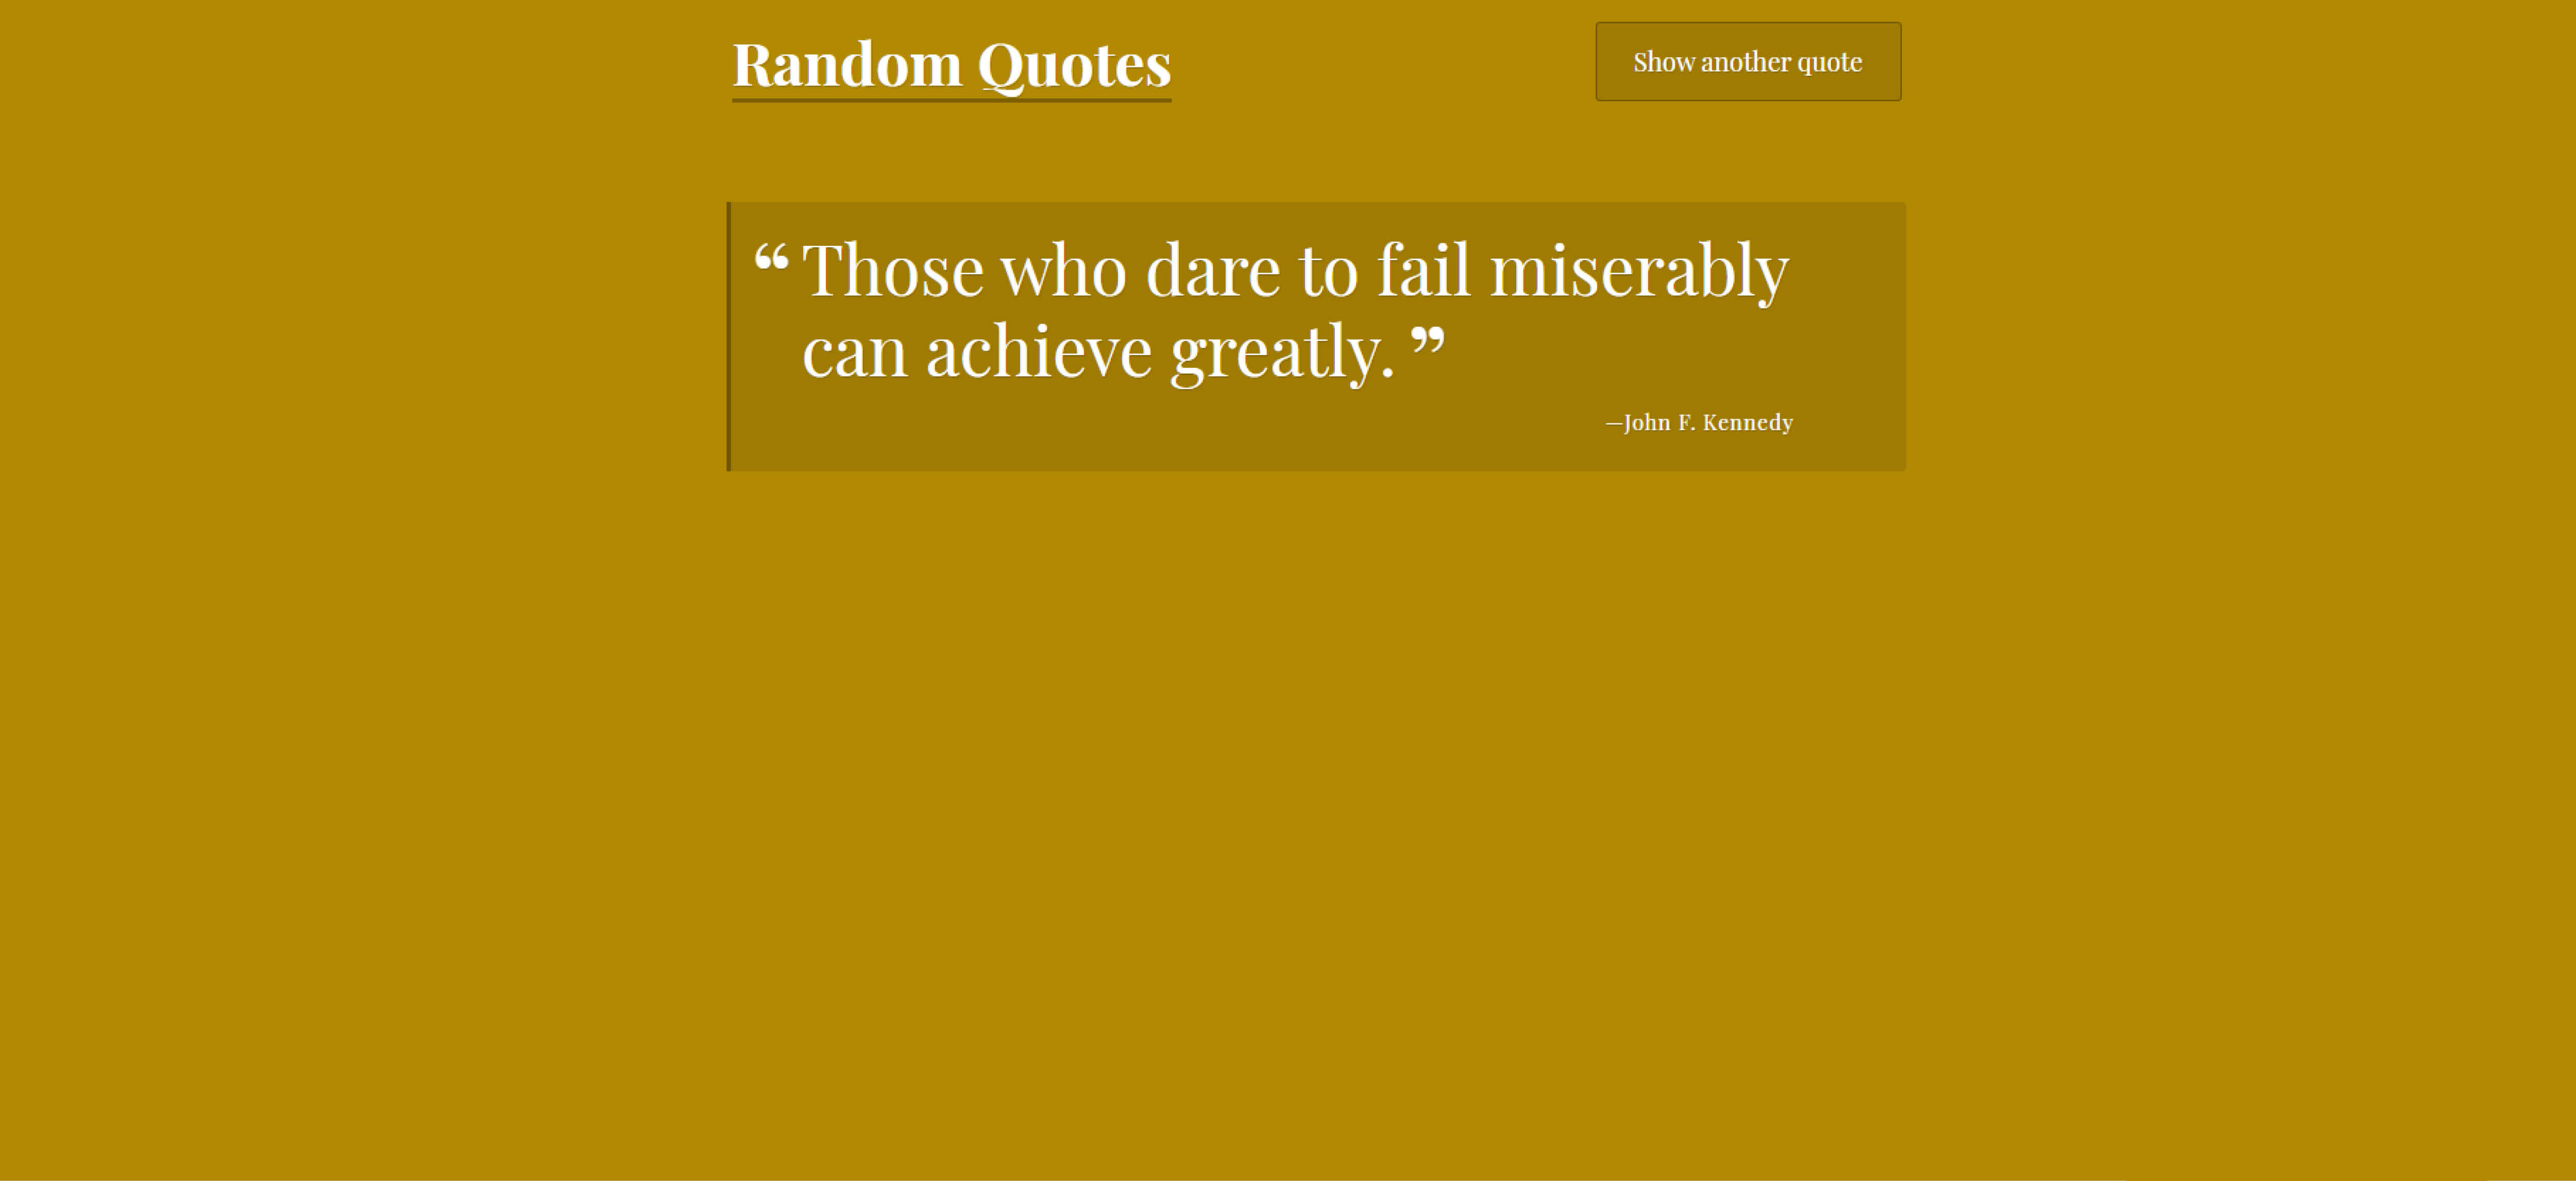 Random Quotes
Show another quote
“ Those who dare to fail miserably
can achieve greatly. ”
—John F. Kennedy